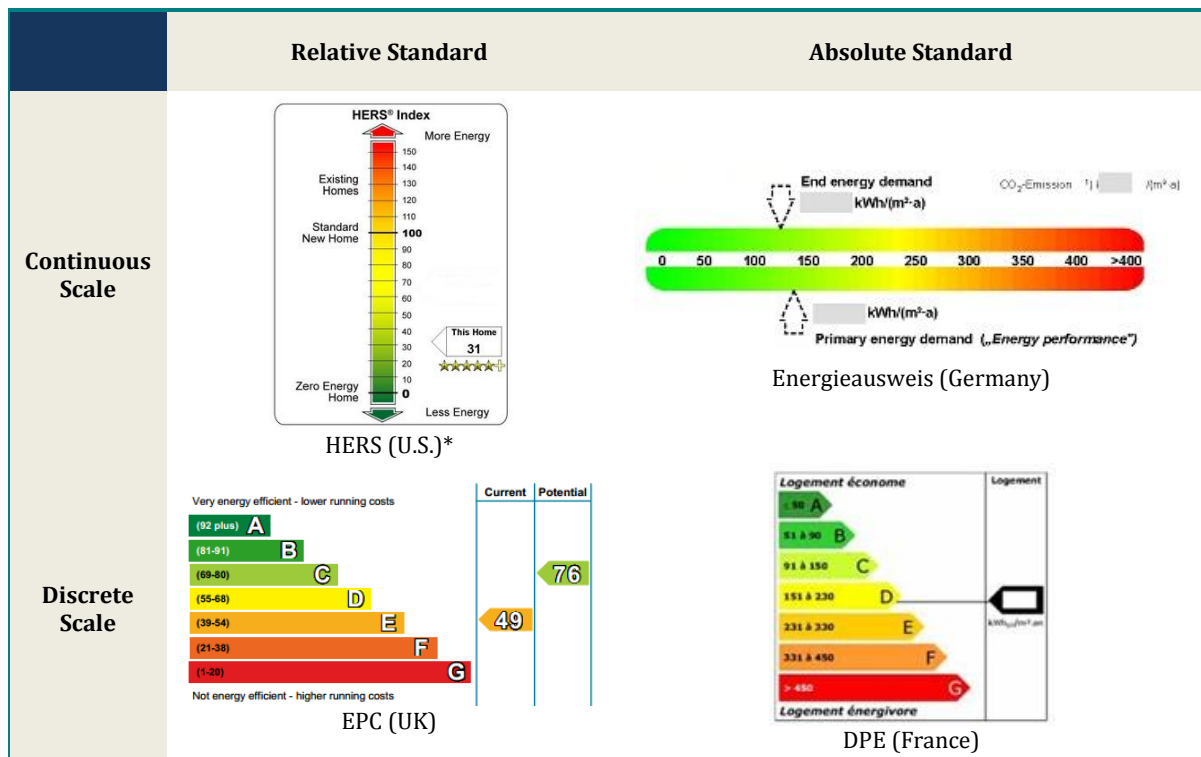 Relative Standard
Absolute Standard
Continuous
Scale
HERS® Index
More Energy
150
140
Existing
Homes
130
120
110
Standard
New Home
100
90
80
70
60
50
40
30
20
10
Zero Energy
Home
0
Less Energy
This Home
31
HERS (U.S.)*
End energy demand
kWh/(m²·a)
CO2-Emission
/(m²·a)
0 50 100 150 200 250 300 350 400 >400
kWh/(m²·a)
Primary energy demand („Energy performance")
Energieausweis (Germany)
Discrete
Scale
Very energy efficient - lower running costs
Current
Potential
(92 plus) A
(81-91) B
(69-80) C
(55-68) D
(39-54) E
(21-38) F
(1-20) G
76
49
Not energy efficient - higher running costs
EPC (UK)
Logement économe
Logement
50 A
51 à 90 B
91 à 150 C
151 à 230 D
231 à 330 E
331 à 450 F
> 450 G
Logement énergivore
DPE (France)